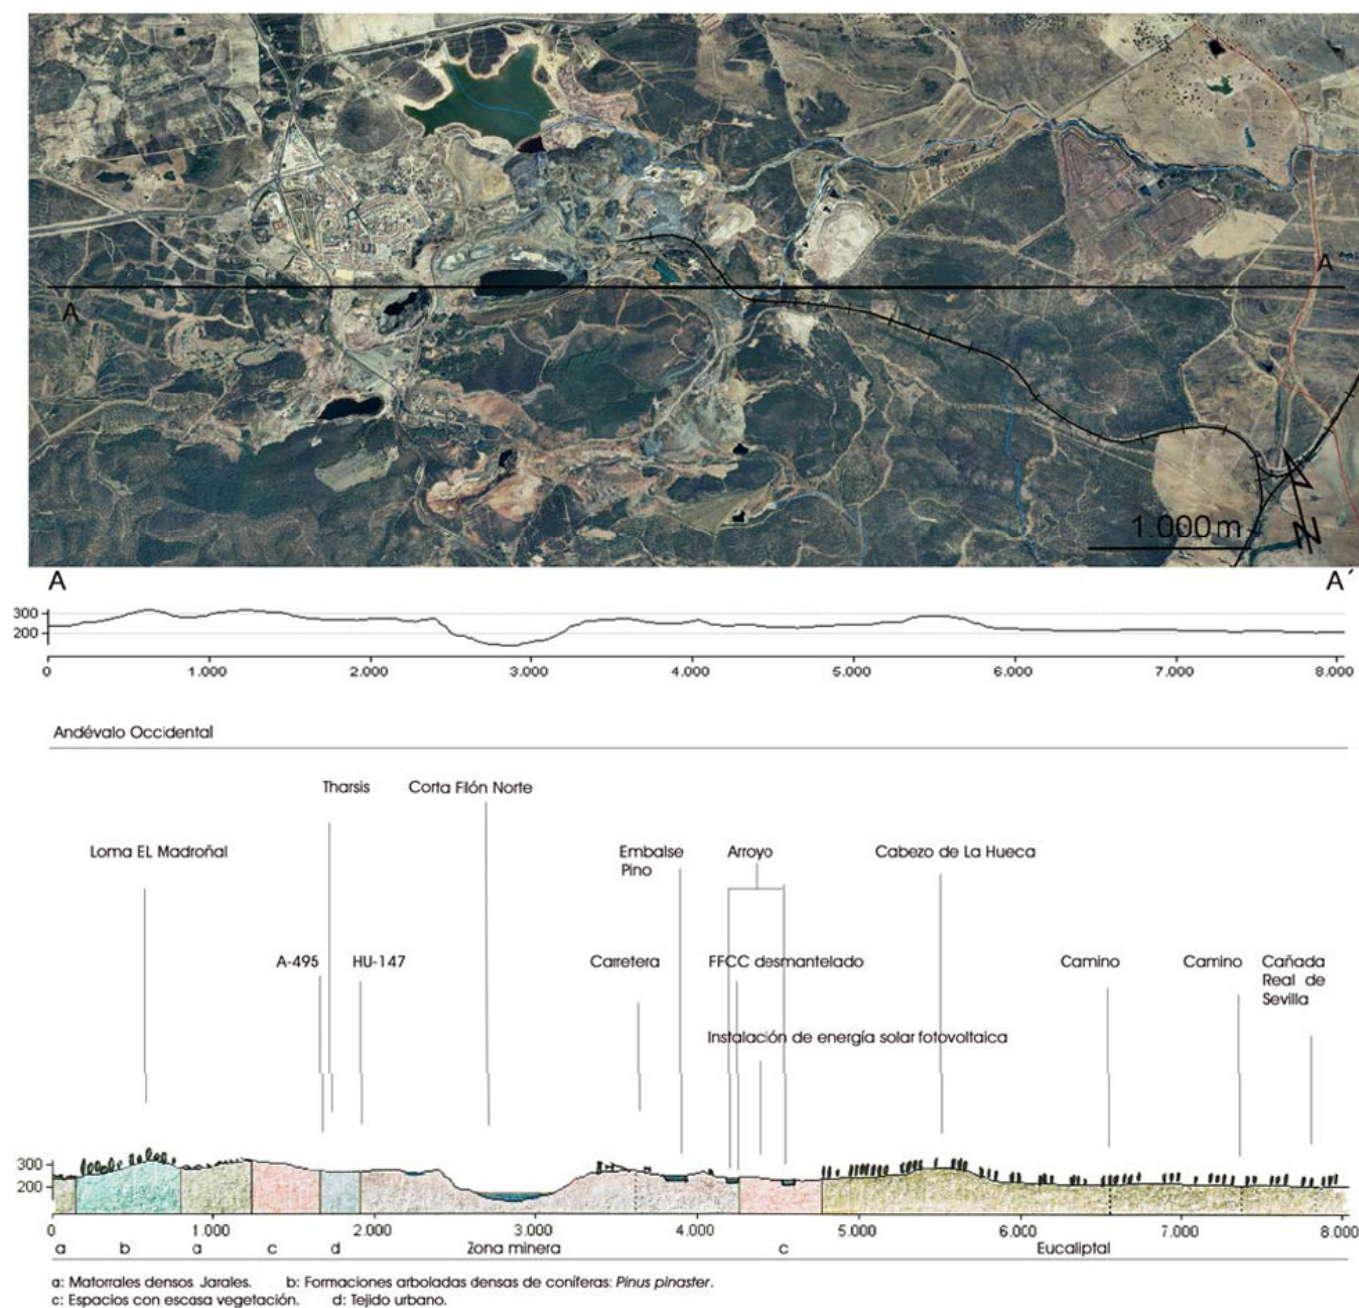 A
A
1.000 m
N
A
A´
300
200
0
1.000
2.000
3.000
4.000
5.000
6.000
7.000
8.000
Andévalo Occidental
Tharsis
Corta Filón Norte
Loma EL Madroñal
Embalse
Pino
Arroyo
Cabezo de La Hueca
A-495
HU-147
Carretera
FFCC desmantelado
Camino
Camino
Cañada
Real de
Sevilla
Instalación de energía solar fotovoltaica
300
200
0
1.000
2.000
3.000
4.000
5.000
6.000
7.000
8.000
a
b
a
c
d
Zona minera
c
Eucaliptal
a: Matorrales densos Jarales. b: Formaciones arboladas densas de coníferas: Pinus pinaster.
c: Espacios con escasa vegetación. d: Tejido urbano.